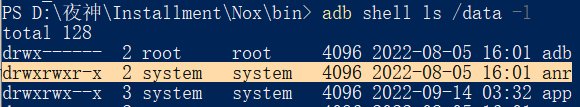 PS D:\夜神\Installment\Nox\bin> adb shell ls /data -l
total 128
drwx------  2 root    root    4096 2022-08-05 16:01 adb
drwxrwxr-x  2 system  system  4096 2022-08-05 16:01 anr
drwxrwx--x  3 system  system  4096 2022-09-14 03:32 app